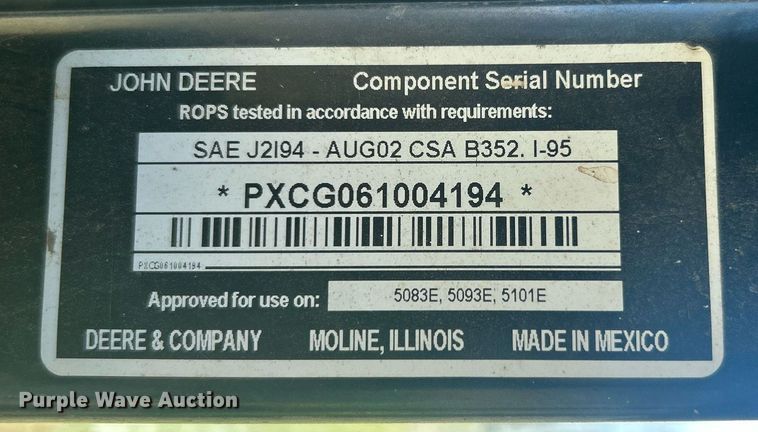 JOHN DEERE Component Serial Number
ROPS tested in accordance with requirements:
SAE J2I94 - AUG02 CSA B352. I-95
* PXCG061004194 *
PXCG061004194
Approved for use on: 5083E, 5093E, 5101E
DEERE & COMPANY MOLINE, ILLINOIS MADE IN MEXICO
Purple Wave Auction